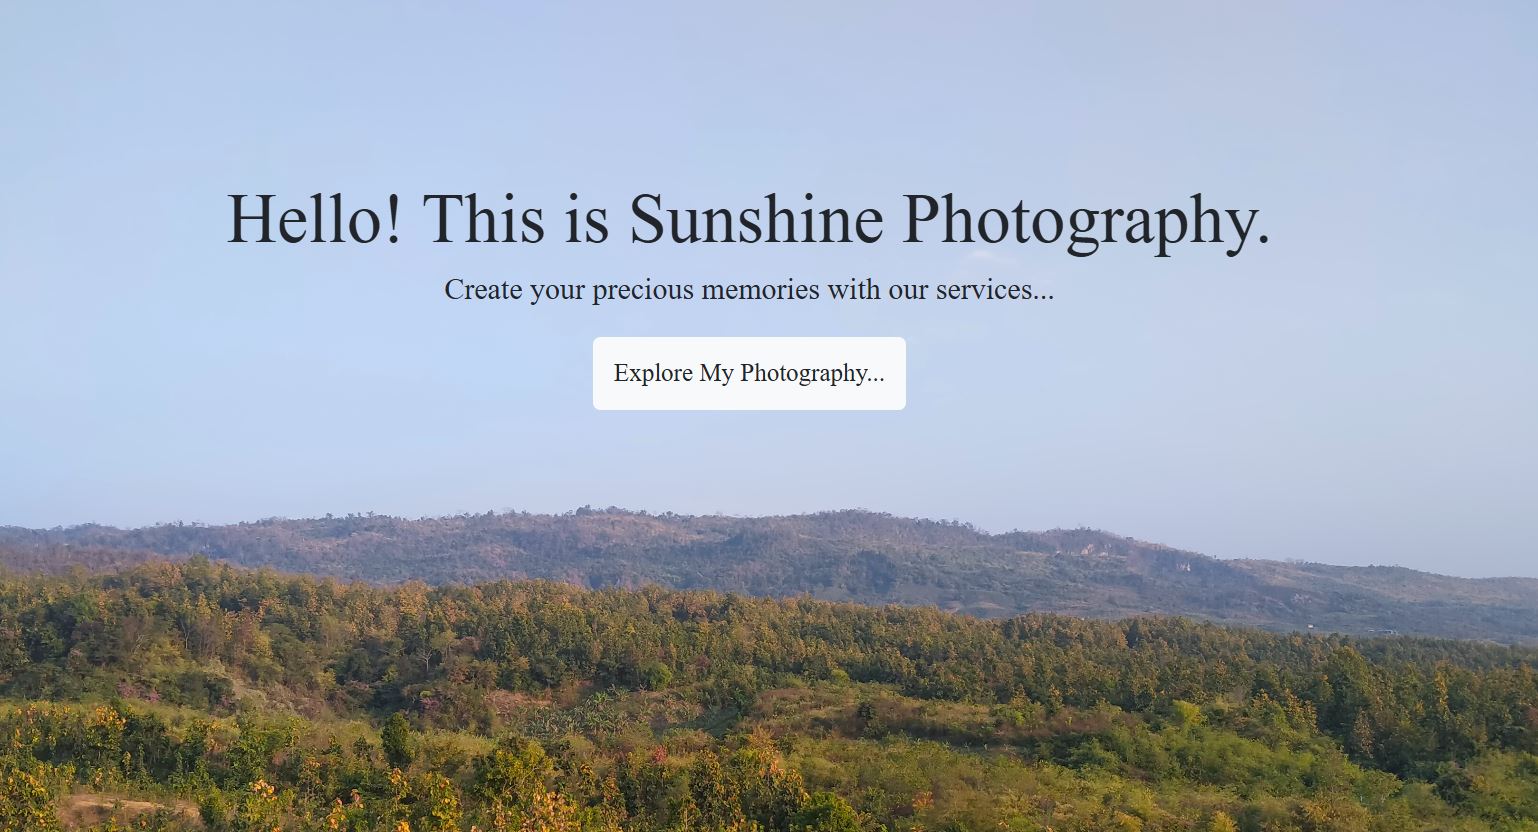 Hello! This is Sunshine Photography.
Create your precious memories with our services...
Explore My Photography...